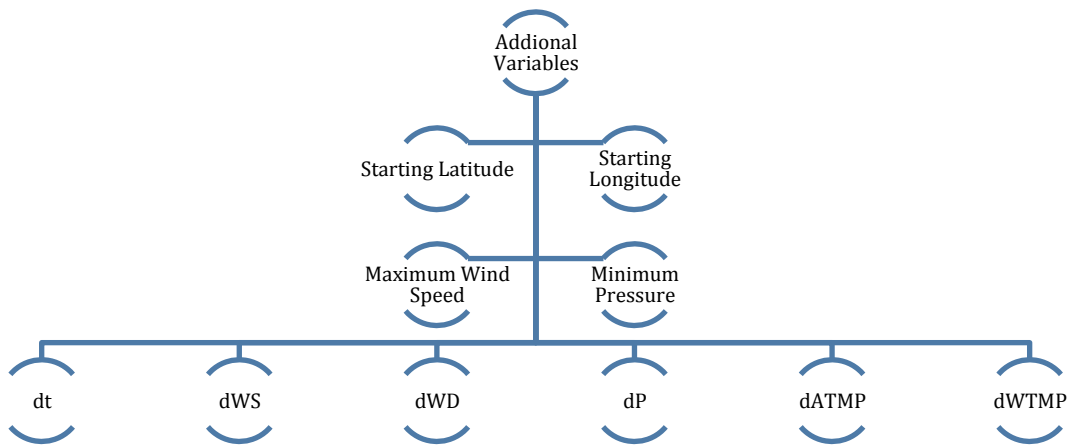 Addional
Variables
Starting Latitude
Starting
Longitude
Maximum Wind
Speed
Minimum
Pressure
dt
dWS
dWD
dP
dATMP
dWTMP